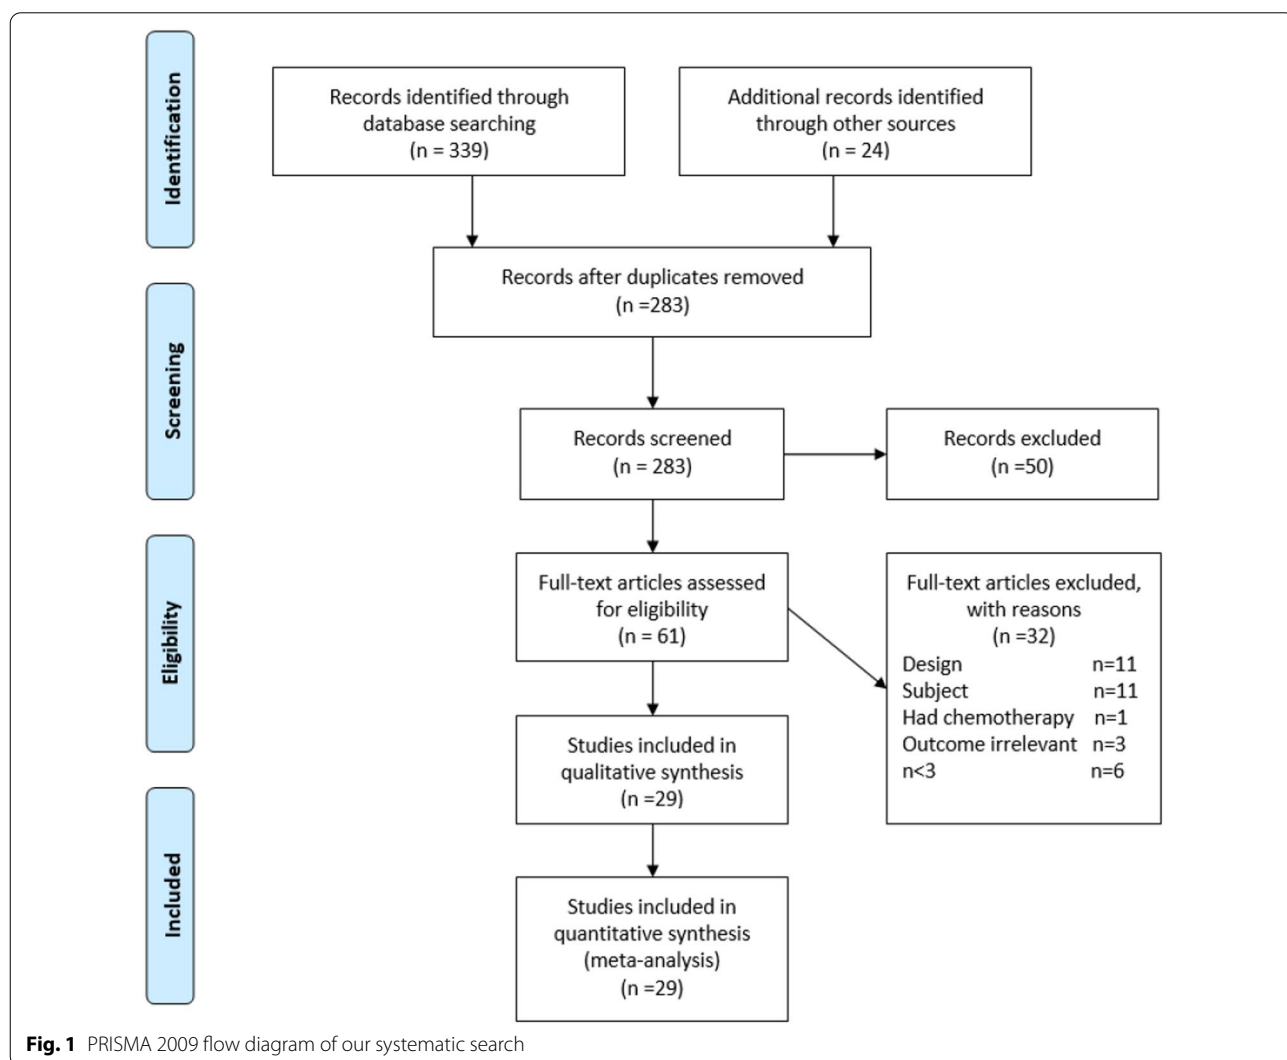 Identification
Records identified through
database searching
(n = 339)
Additional records identified
through other sources
(n = 24)
Records after duplicates removed
(n =283)
Screening
Records screened
(n = 283)
Records excluded
(n =50)
Eligibility
Full-text articles assessed
for eligibility
(n = 61)
Full-text articles excluded,
with reasons
(n =32)
Design n=11
Subject n=11
Had chemotherapy n=1
Outcome irrelevant n=3
n<3 n=6
Studies included in
qualitative synthesis
(n =29)
Included
Studies included in
quantitative synthesis
(meta-analysis)
(n =29)
Fig. 1 PRISMA 2009 flow diagram of our systematic search